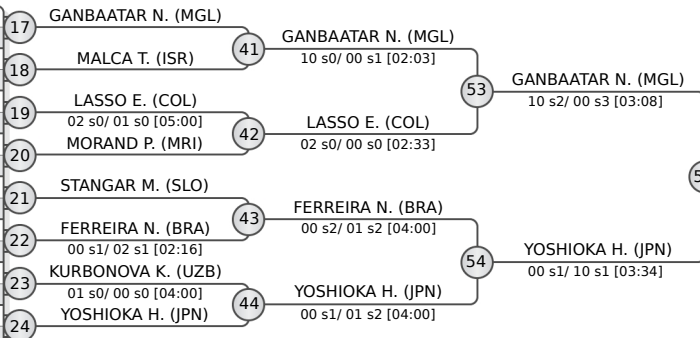 17
GANBAATAR N. (MGL)
18
MALCA T. (ISR)
41
GANBAATAR N. (MGL)
10 s0/ 00 s1 [02:03]
19
LASSO E. (COL)
02 s0/ 01 s0 [05:00]
20
MORAND P. (MRI)
42
LASSO E. (COL)
02 s0/ 00 s0 [02:33]
53
GANBAATAR N. (MGL)
10 s2/ 00 s3 [03:08]
21
STANGAR M. (SLO)
22
FERREIRA N. (BRA)
00 s1/ 02 s1 [02:16]
43
FERREIRA N. (BRA)
00 s2/ 01 s2 [04:00]
23
KURBONOVA K. (UZB)
01 s0/ 00 s0 [04:00]
24
YOSHIOKA H. (JPN)
44
YOSHIOKA H. (JPN)
00 s1/ 01 s2 [04:00]
54
YOSHIOKA H. (JPN)
00 s1/ 10 s1 [03:34]